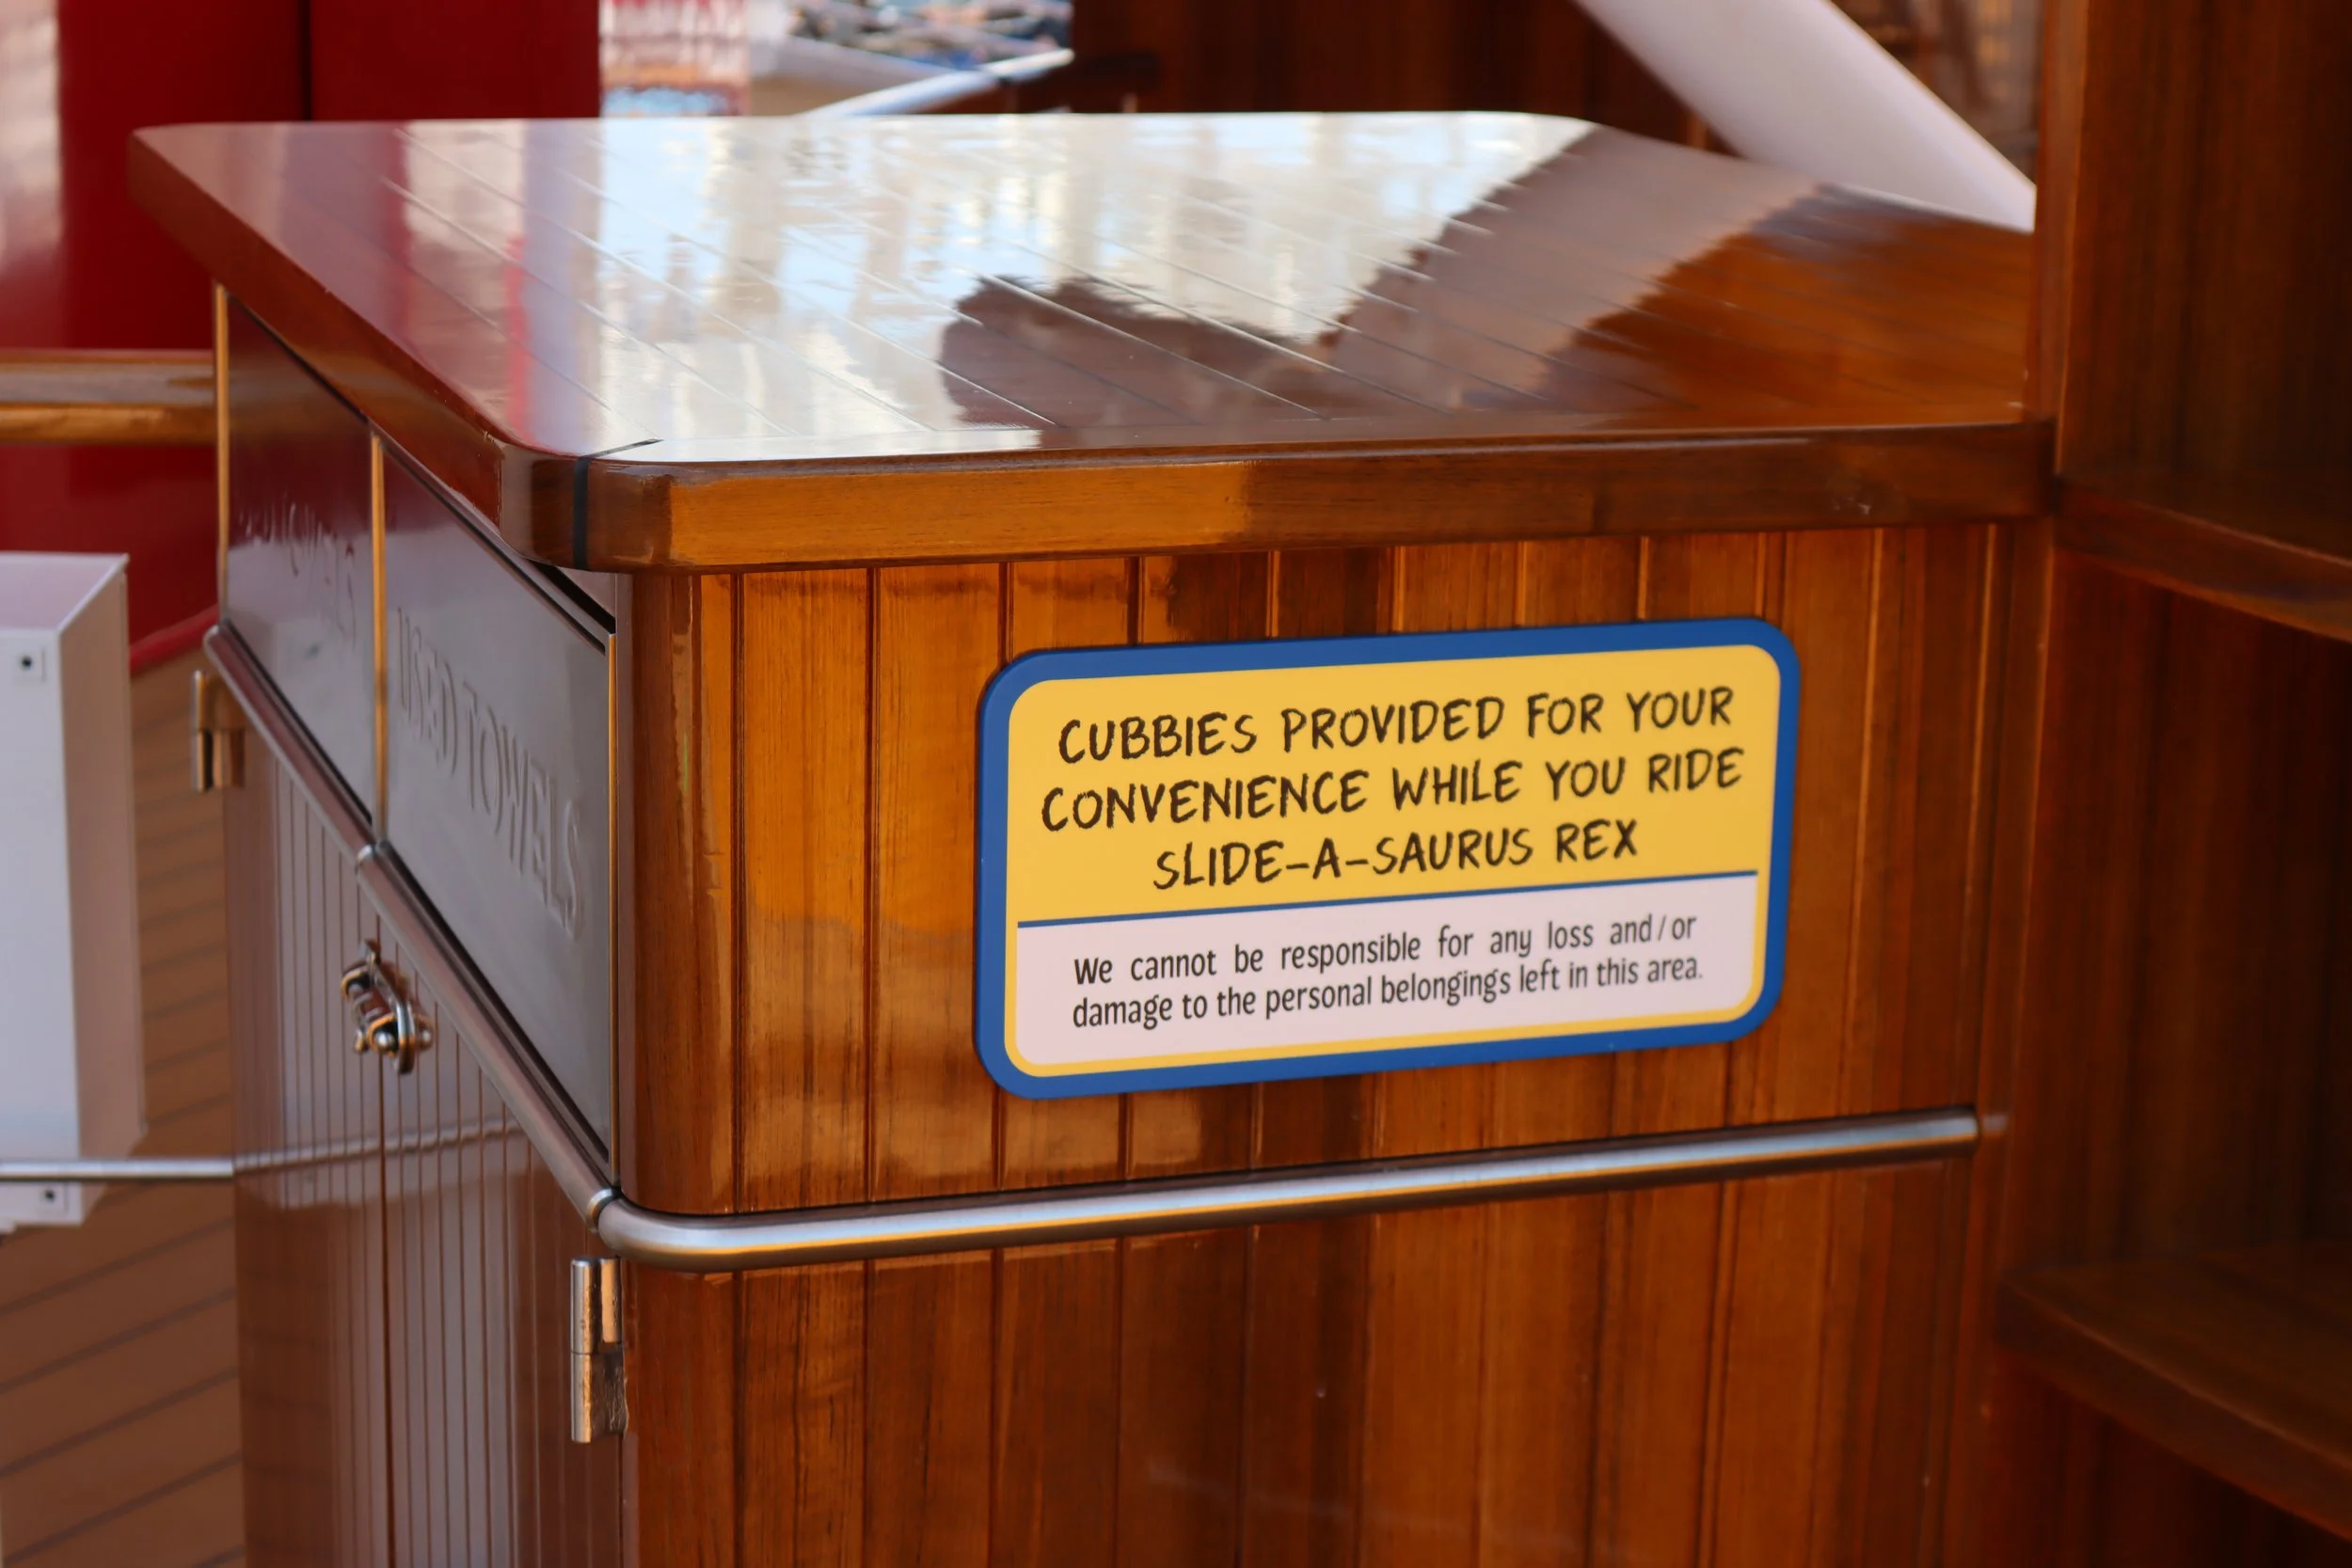 USED TOWELS
CUBBIES PROVIDED FOR YOUR
CONVENIENCE WHILE YOU RIDE
SLIDE-A-SAURUS REX
We cannot be responsible for any loss and/or
damage to the personal belongings left in this area.